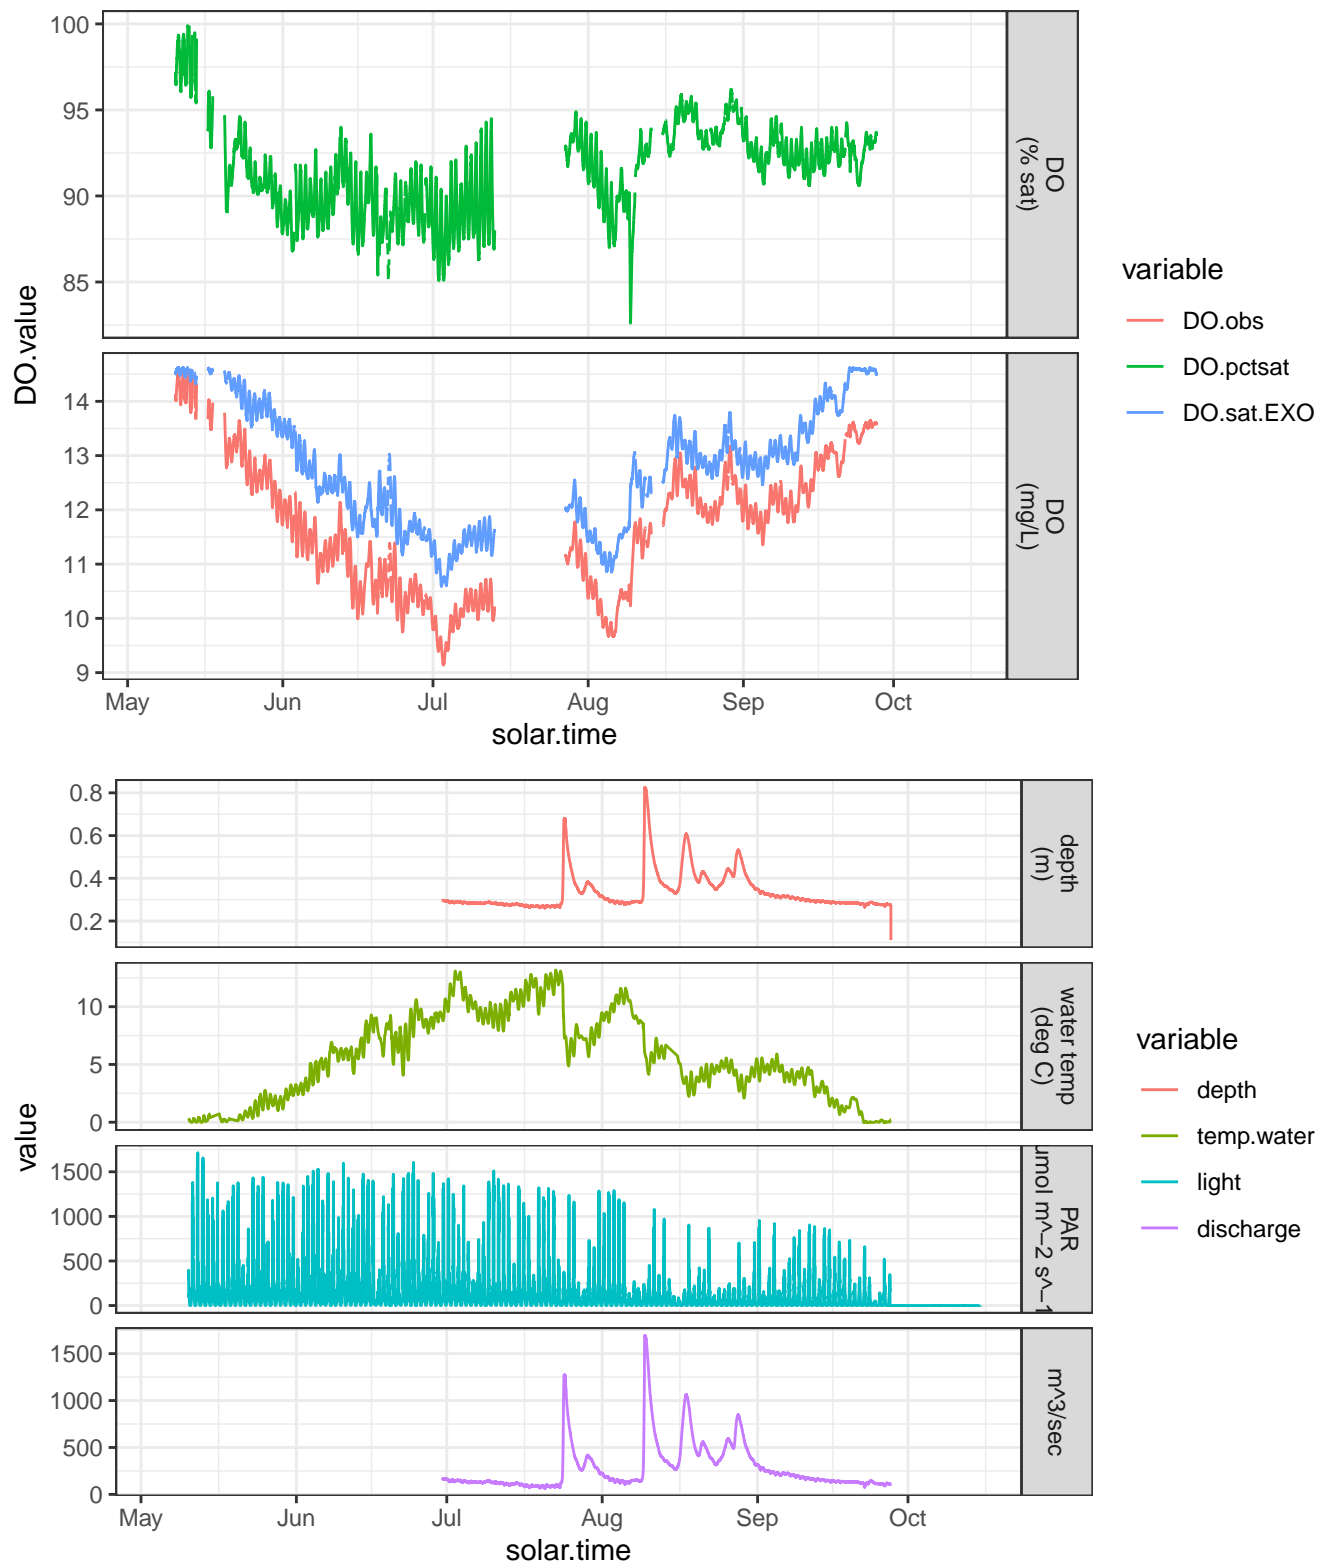 100
95
90
85
DO
(% sat)
14
13
12
11
10
9
DO
(mg/L)
DO.value
May Jun Jul Aug Sep Oct
solar.time
variable
DO.obs
DO.pctsat
DO.sat.EXO
0.8
0.6
0.4
0.2
depth
(m)
10
5
0
water temp
(deg C)
1500
1000
500
0
PAR
umol m^−2 s^−1
1500
1000
500
0
m^3/sec
value
May Jun Jul Aug Sep Oct
solar.time
variable
depth
temp.water
light
discharge